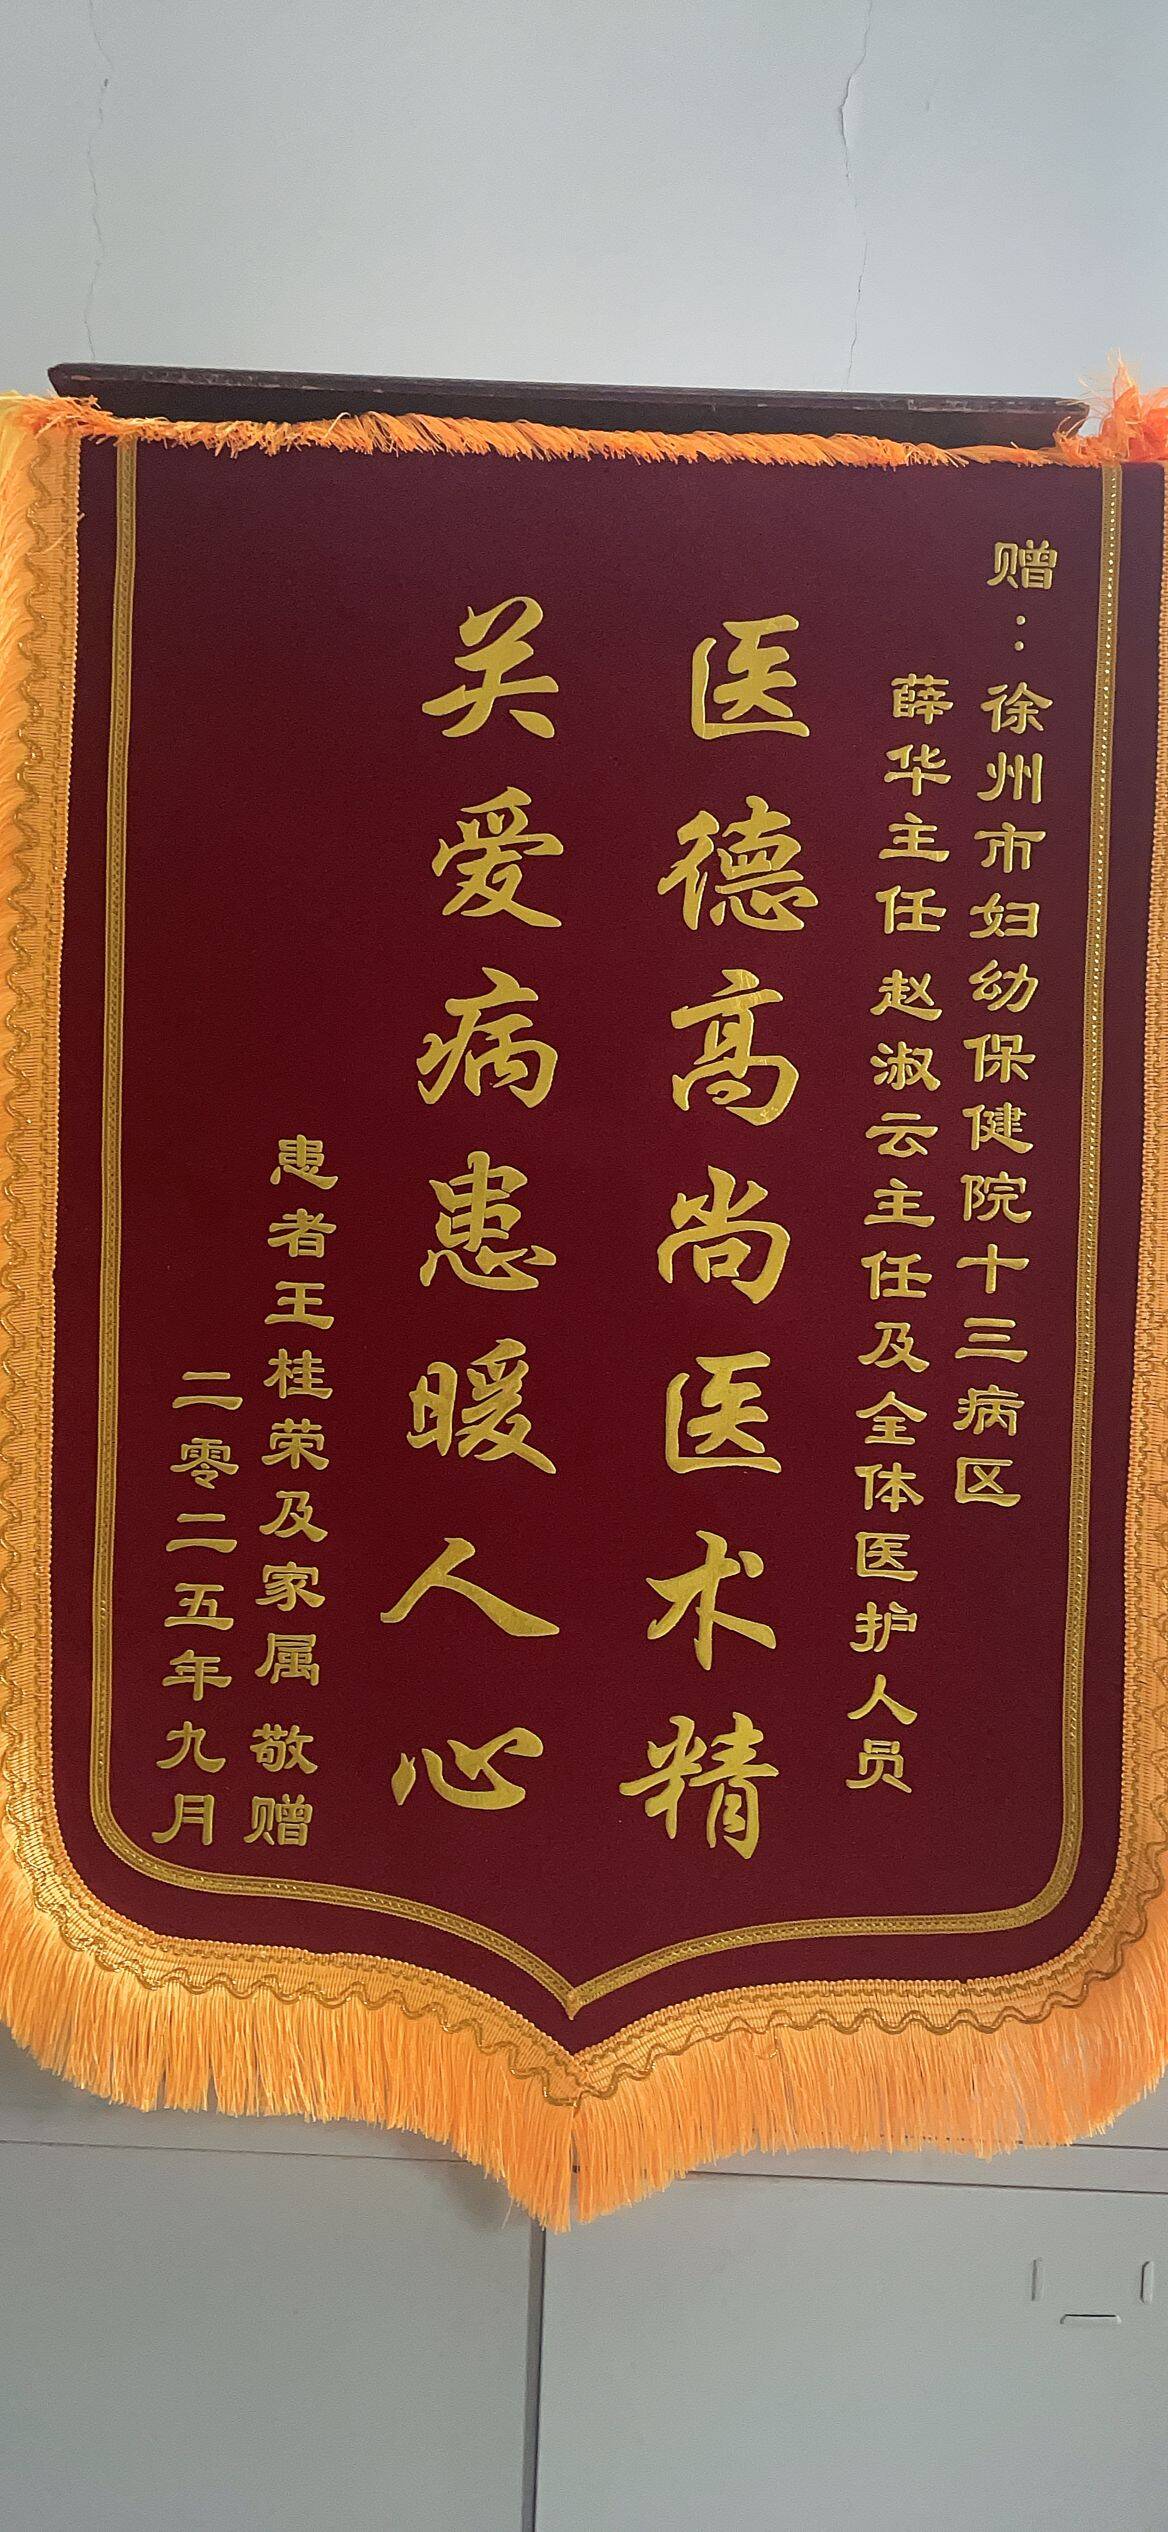 赠：徐州市妇幼保健院十三病区
薛华主任 赵淑云主任及全体医护人员
医德高尚医术精
关爱病患暖人心
患者王桂荣及家属 敬赠
二零二五年九月